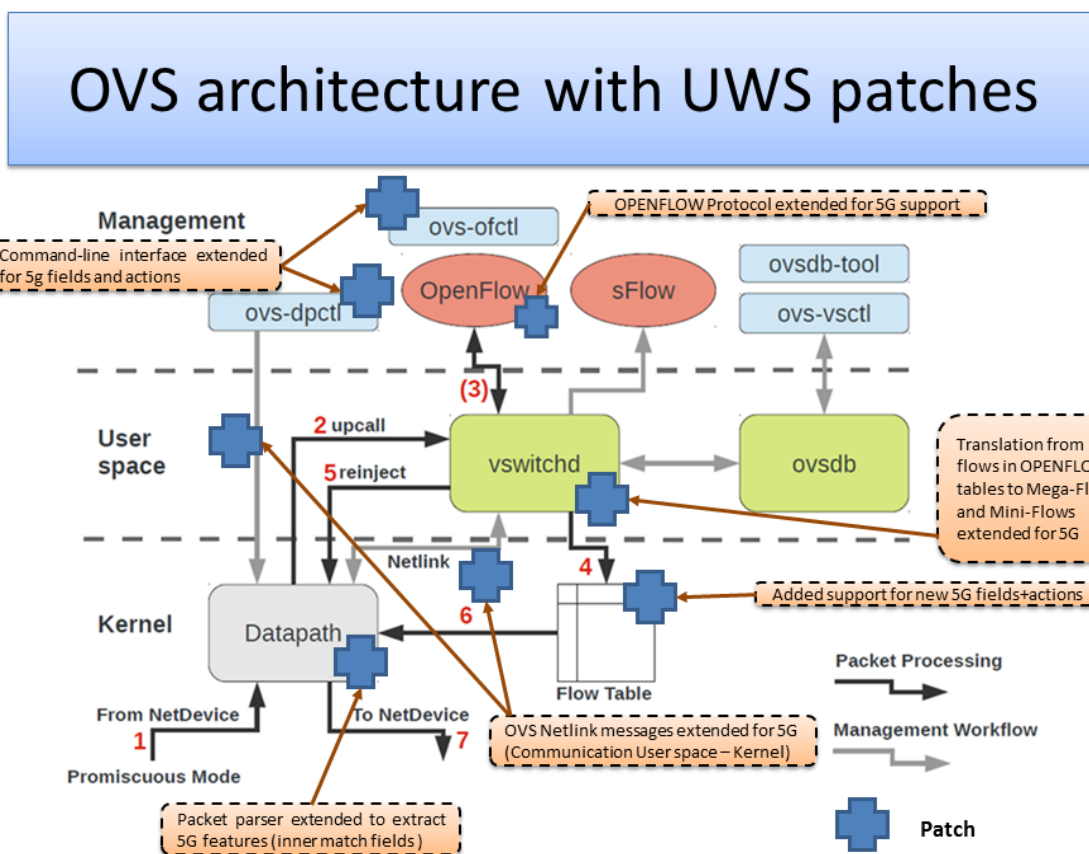 OVS architecture with UWS patches
Management
ovs-ofctl
OPENFLOW Protocol extended for 5G support
Command-line interface extended
for 5g fields and actions
ovs-dpctl
OpenFlow
sFlow
ovsdb-tool
ovs-vsctl
(3)
User
space
2 upcall
5 reinject
vswitchd
ovsdb
Translation from
flows in OPENFLO
tables to Mega-Fl
and Mini-Flows
extended for 5G
Netlink
4
Kernel
Datapath
6
Added support for new 5G fields+actions
Flow Table
From NetDevice
1
Promiscuous Mode
To NetDevice
7
OVS Netlink messages extended for 5G
(Communication User space – Kernel)
Packet Processing
Management Workflow
Packet parser extended to extract
5G features (inner match fields)
Patch